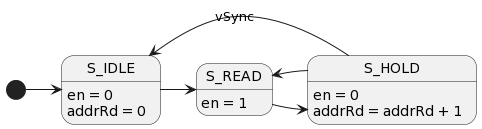 vSync
S_IDLE
en = 0
addrRd = 0
S_READ
en = 1
S_HOLD
en = 0
addrRd = addrRd + 1